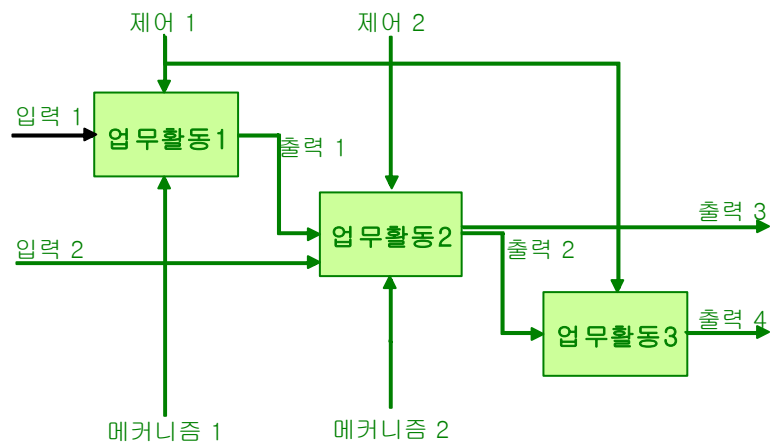 제어 1
제어 2
입력 1
업무활동1
출력 1
출력 3
업무활동2
입력 2
출력 2
출력 4
업무활동3
메커니즘 1
메커니즘 2